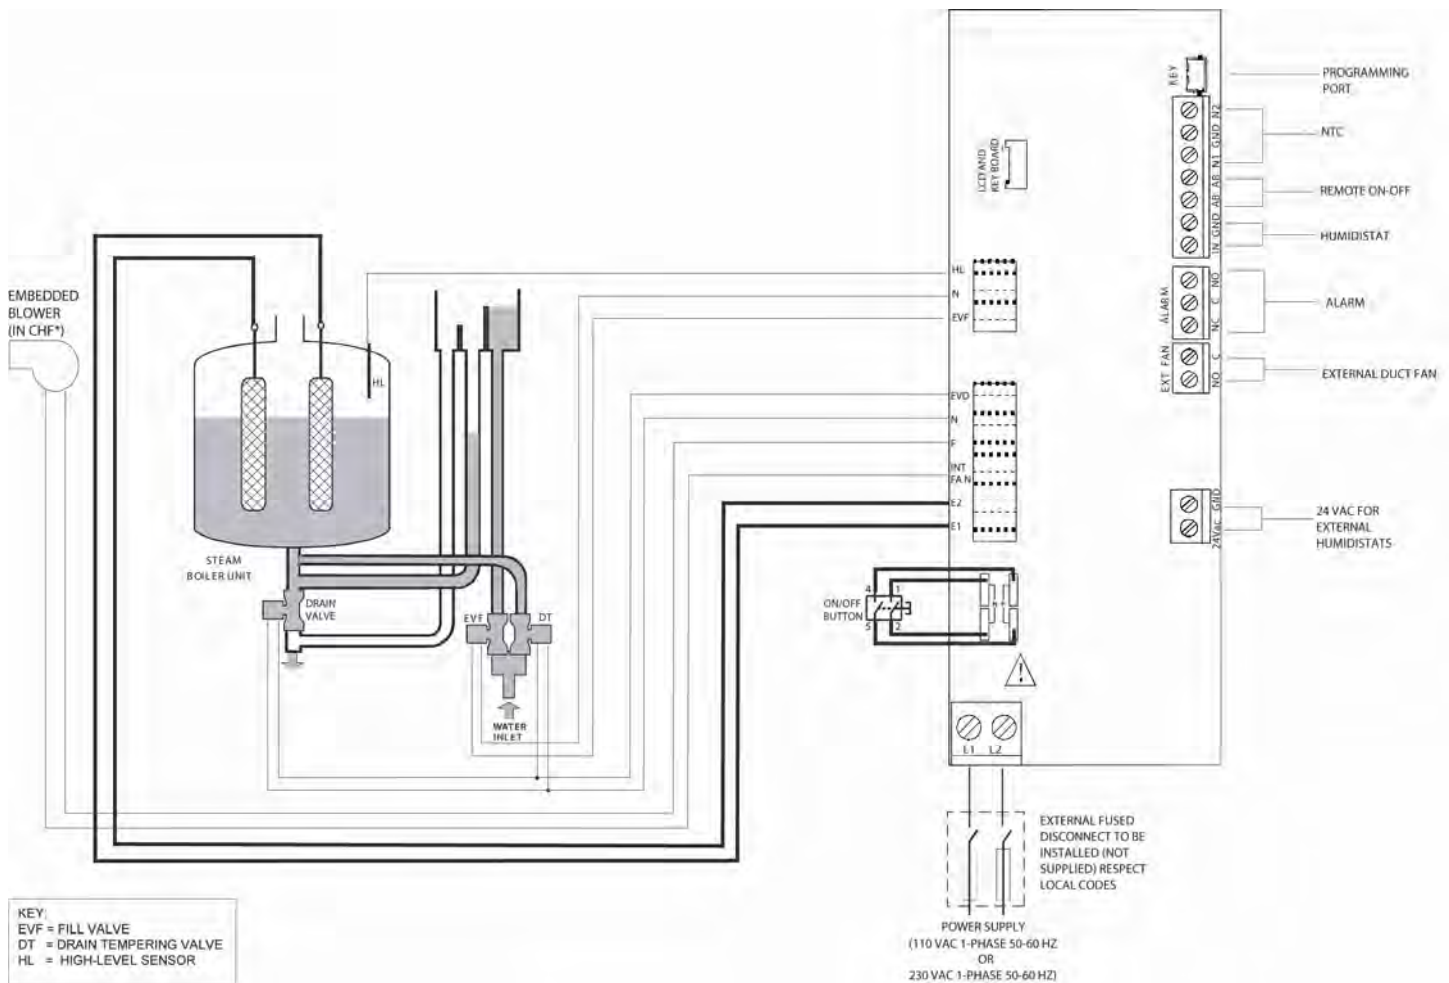 KEY
PROGRAMMING
PORT
N2
GND
N1
NTC
LCD AND
KEY BOARD
AB
AB
REMOTE ON-OFF
GND
IN
HUMIDISTAT
HL
N
EVF
ALARM
NO
C
NC
ALARM
EMBEDDED
BLOWER
(IN CHF*)
HL
EXT FAN
C
NO
EXTERNAL DUCT FAN
EVD
N
F
INT
FAN
E2
E1
GND
24Vac
24 VAC FOR
EXTERNAL
HUMIDISTATS
STEAM
BOILER UNIT
DRAIN
VALVE
EVF
DT
WATER
INLET
ON/OFF
BUTTON
4 1
5 2
L1 L2
EXTERNAL FUSED
DISCONNECT TO BE
INSTALLED (NOT
SUPPLIED) RESPECT
LOCAL CODES
POWER SUPPLY
(110 VAC 1-PHASE 50-60 HZ
OR
230 VAC 1-PHASE 50-60 HZ)
KEY:
EVF = FILL VALVE
DT = DRAIN TEMPERING VALVE
HL = HIGH-LEVEL SENSOR